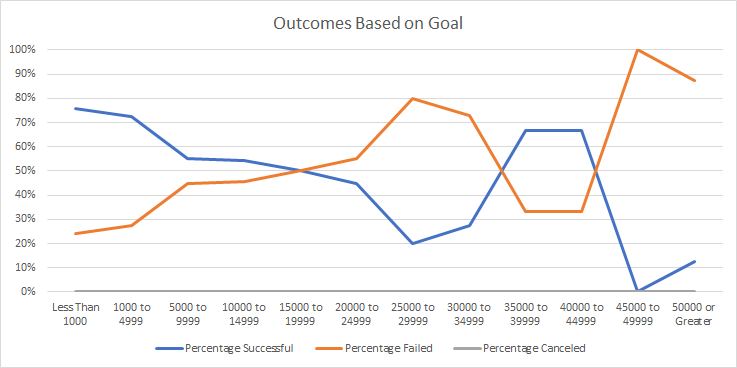 Outcomes Based on Goal
100%
90%
80%
70%
60%
50%
40%
30%
20%
10%
0%
Less Than 1000 to 5000 to 10000 to 15000 to 20000 to 25000 to 30000 to 35000 to 40000 to 45000 to 50000 or
1000 4999 9999 14999 19999 24999 29999 34999 39999 44999 49999 Greater
Percentage Successful Percentage Failed Percentage Canceled